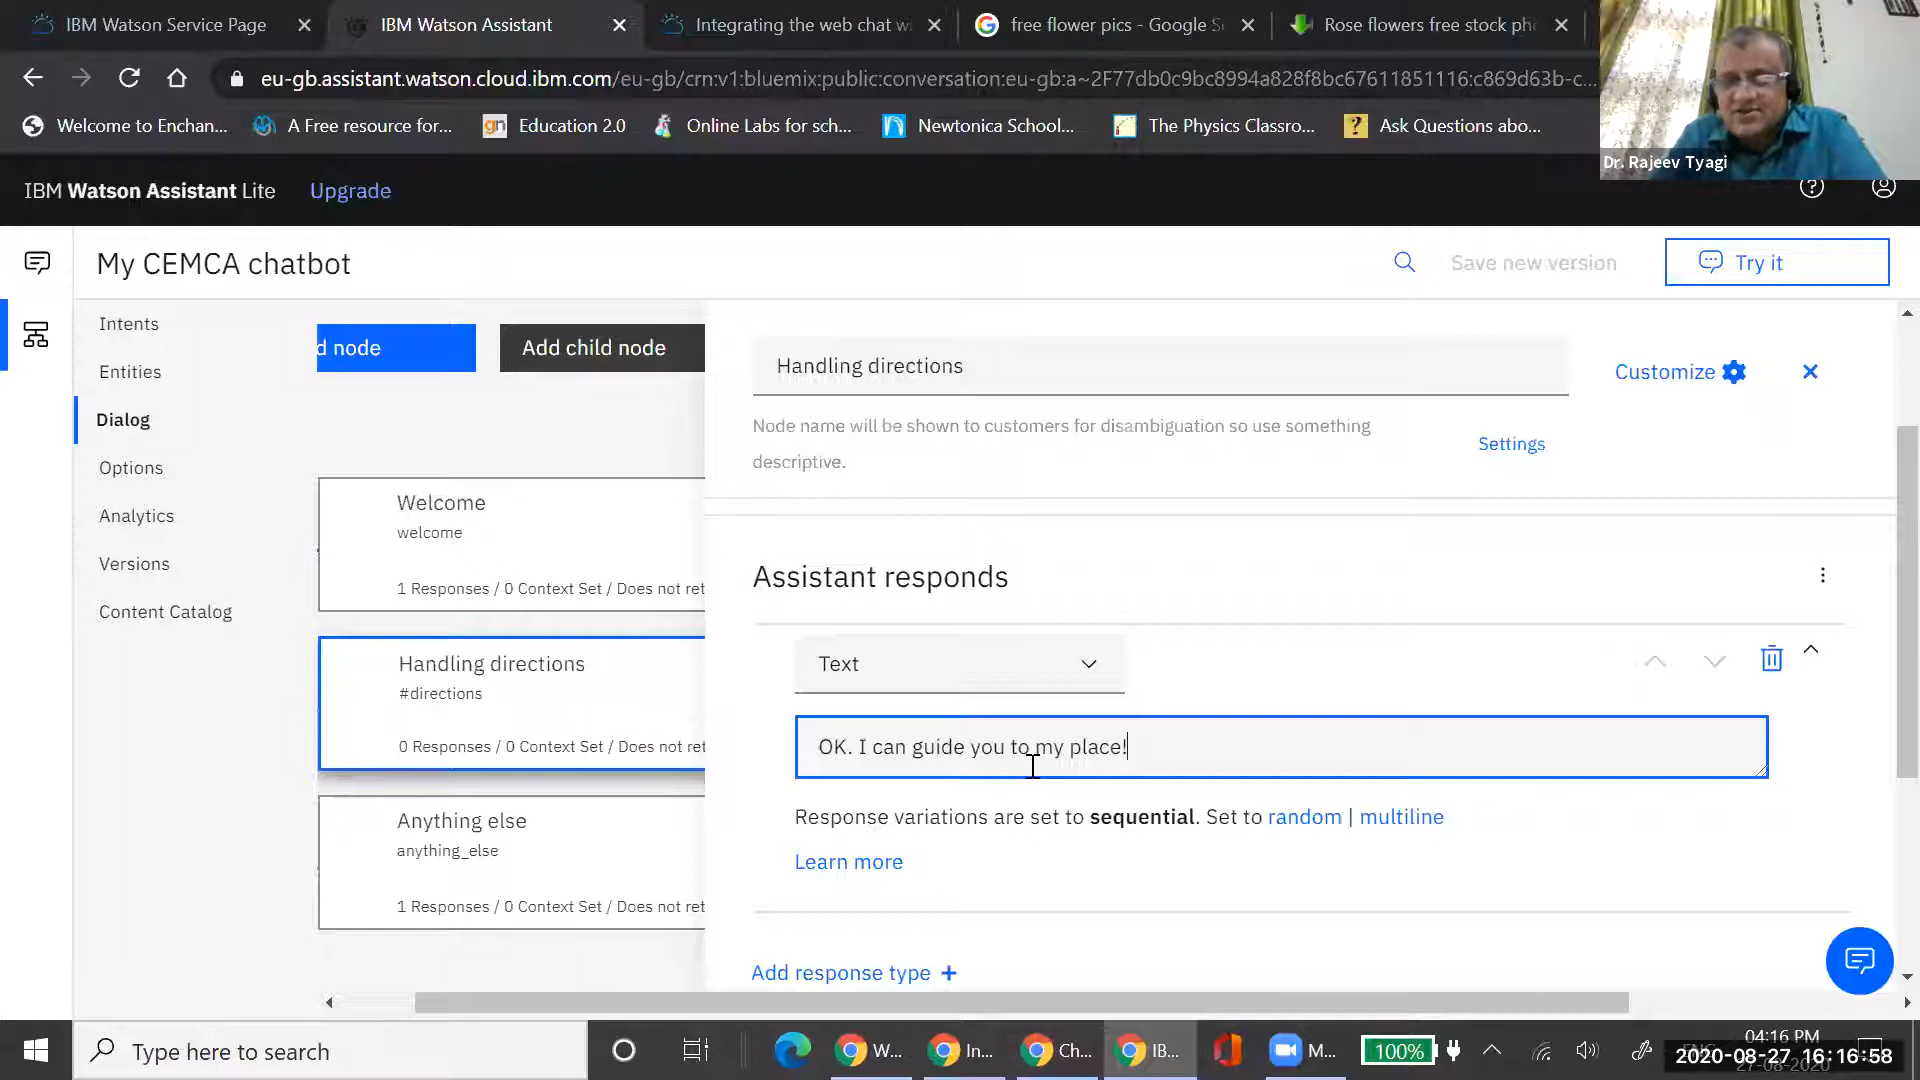 IBM Watson Service Page
IBM Watson Assistant
Integrating the web chat wi
free flower pics - Google Se
Rose flowers free stock pho
eu-gb.assistant.watson.cloud.ibm.com/eu-gb/crn:v1:bluemix:public:conversation:eu-gb:a~2F77db0c9bc8994a828f8bc67611851116:c869d63b-c...
Welcome to Enchan...
A Free resource for...
gn
Education 2.0
Online Labs for sch...
Newtonica School...
The Physics Classro...
Ask Questions abo...
Dr. Rajeev Tyagi
IBM Watson Assistant Lite
Upgrade
My CEMCA chatbot
Save new version
Try it
Intents
Entities
Dialog
Options
Analytics
Versions
Content Catalog
d node
Add child node
Welcome
welcome
1 Responses / 0 Context Set / Does not ret
Handling directions
#directions
0 Responses / 0 Context Set / Does not ret
Anything else
anything_else
1 Responses / 0 Context Set / Does not ret
Handling directions
Customize
Node name will be shown to customers for disambiguation so use something
descriptive.
Settings
Assistant responds
Text
OK. I can guide you to my place!
Response variations are set to sequential. Set to random | multiline
Learn more
Add response type +
Type here to search
W...
In...
Ch...
IB...
M...
100%
04:16 PM
2020-08-27 16:16:58
27-08-2020